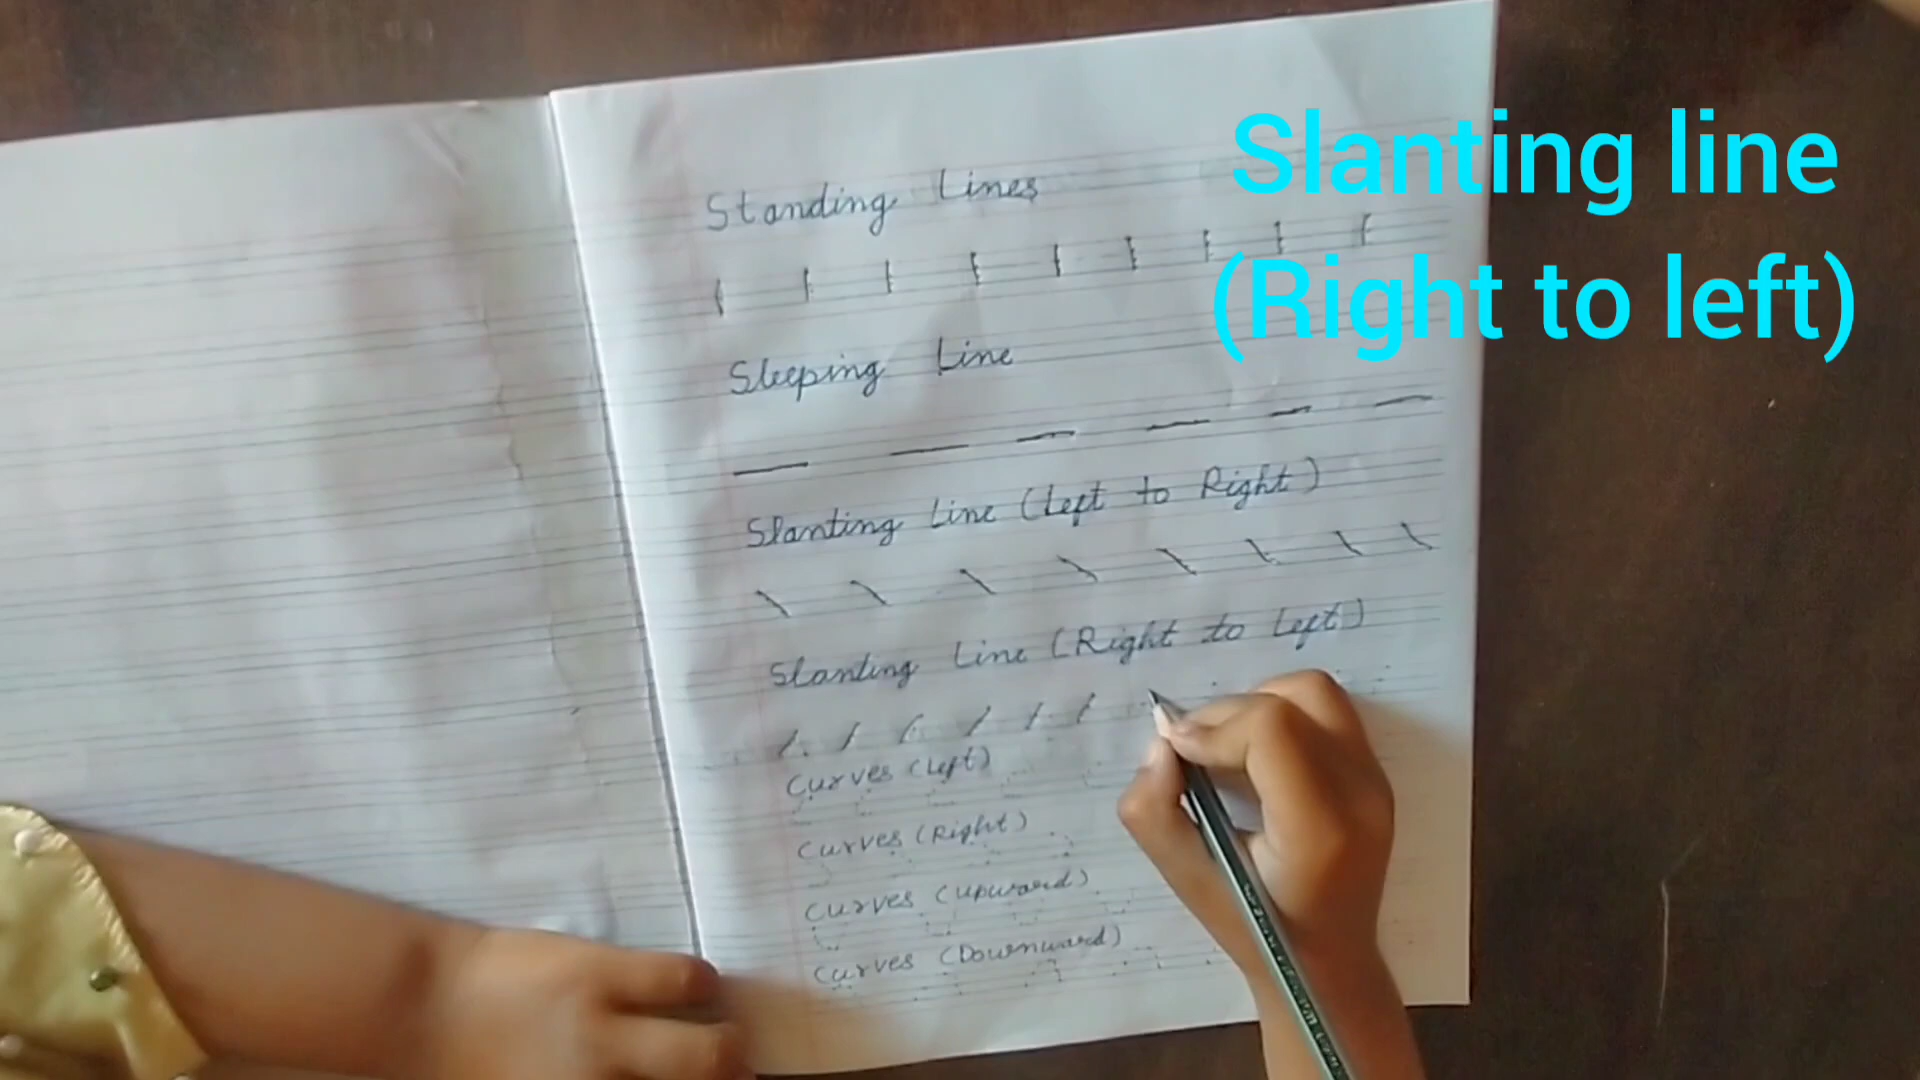 Slanting line
(Right to left)
Standing Lines
Sleeping Line
Slanting Line (Left to Right)
Slanting Line (Right to Left)
Curves (Left)
Curves (Right)
Curves (Upward)
Curves (Downward)